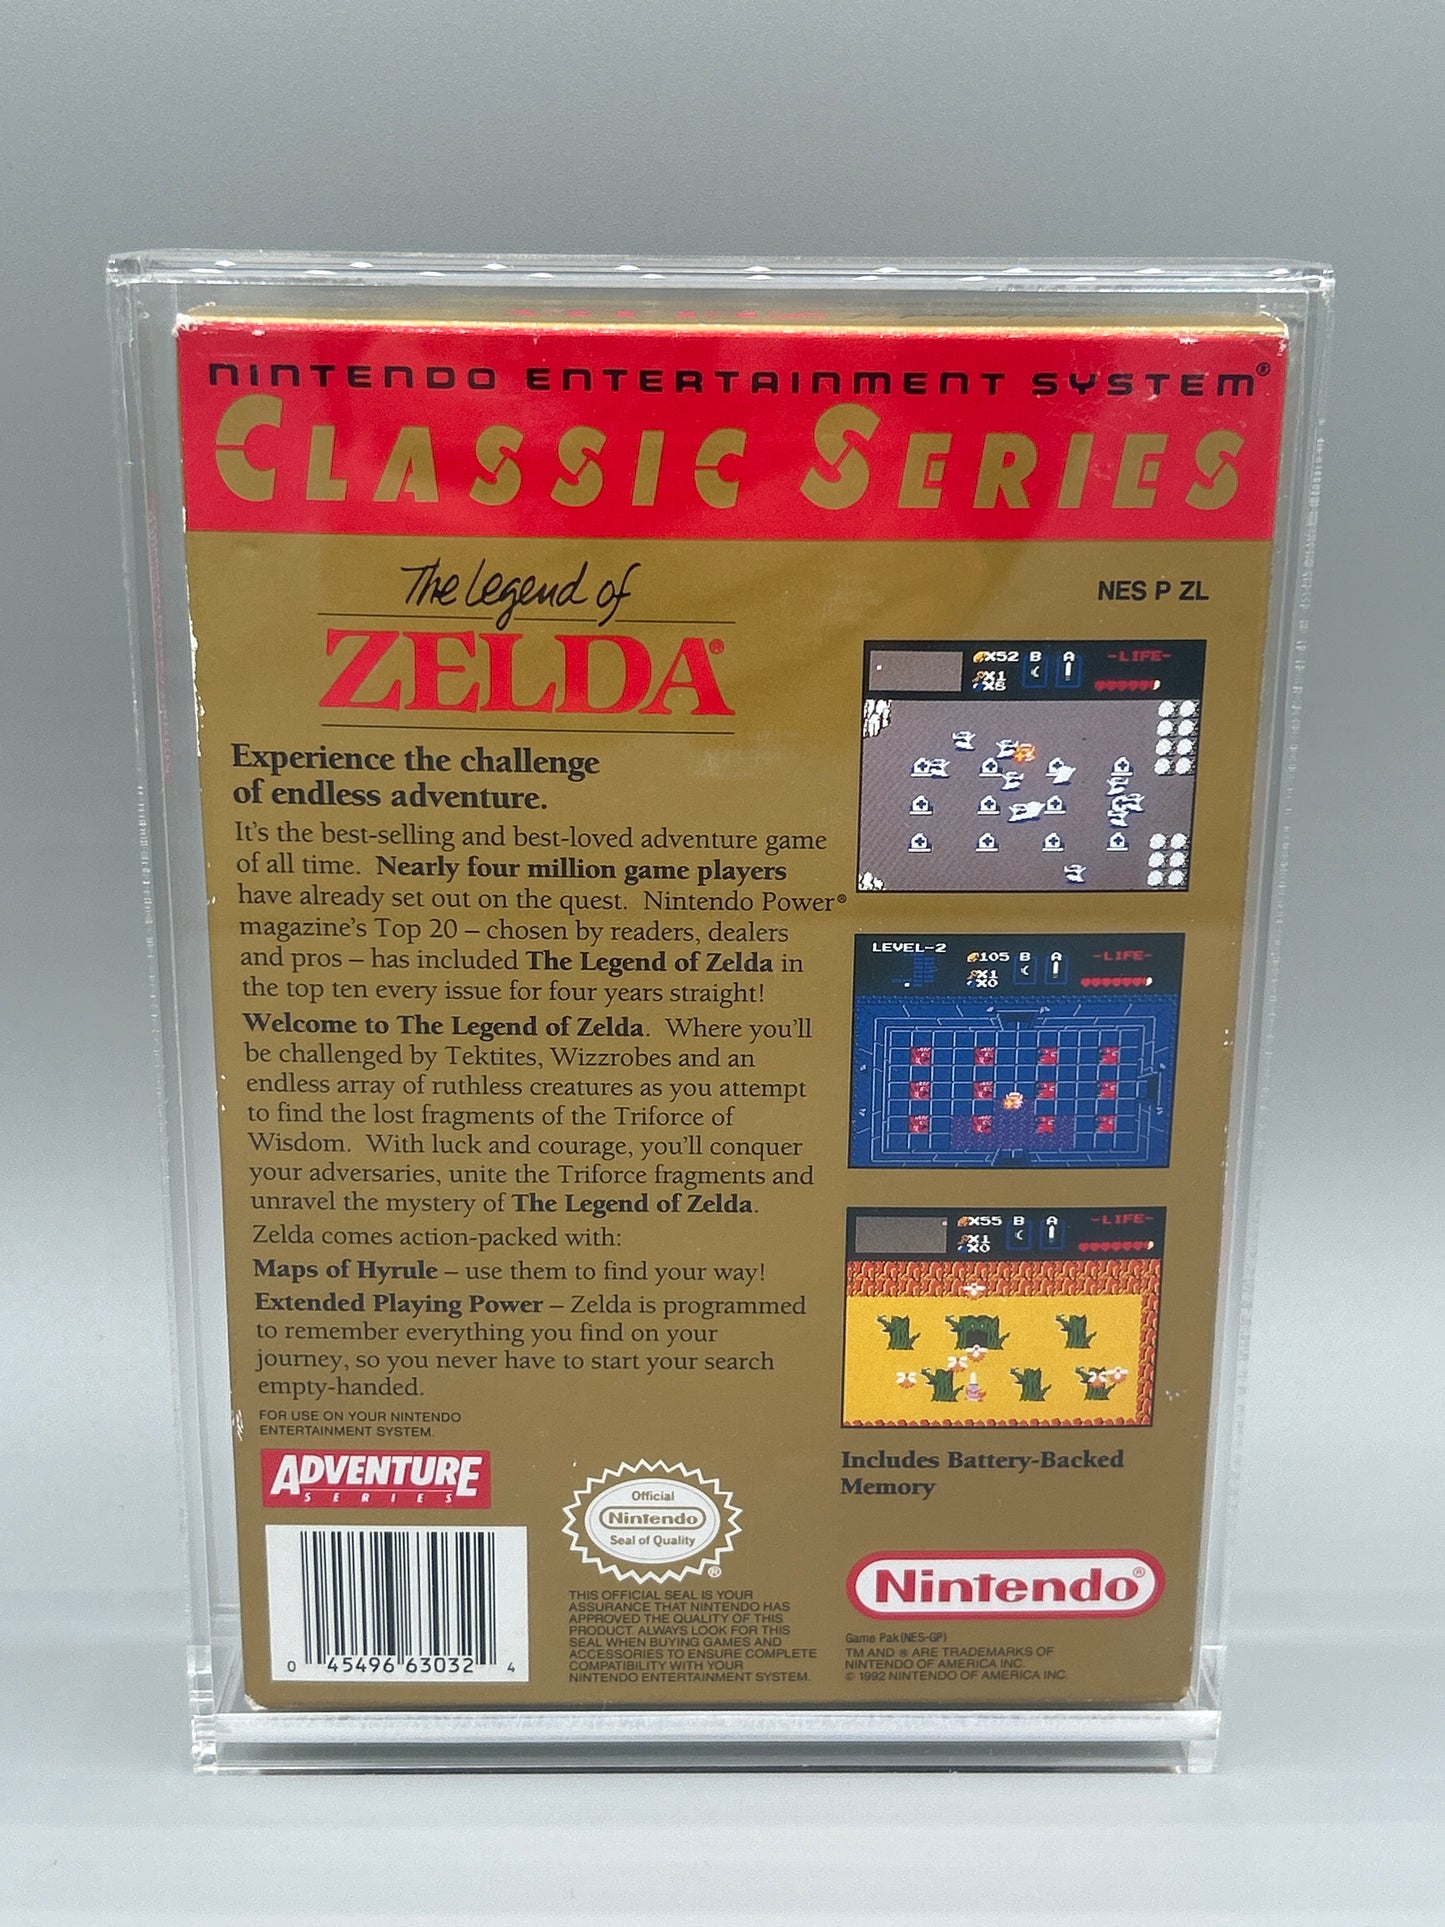 NINTENDO ENTERTAINMENT SYSTEM®
CLASSIC SERIES
The Legend of
ZELDA®
NES P ZL
Experience the challenge
of endless adventure.
It's the best-selling and best-loved adventure game
of all time. Nearly four million game players
have already set out on the quest. Nintendo Power®
magazine's Top 20 – chosen by readers, dealers
and pros – has included The Legend of Zelda in
the top ten every issue for four years straight!
Welcome to The Legend of Zelda. Where you'll
be challenged by Tektites, Wizzrobes and an
endless array of ruthless creatures as you attempt
to find the lost fragments of the Triforce of
Wisdom. With luck and courage, you'll conquer
your adversaries, unite the Triforce fragments and
unravel the mystery of The Legend of Zelda.
Zelda comes action-packed with:
Maps of Hyrule – use them to find your way!
Extended Playing Power – Zelda is programmed
to remember everything you find on your
journey, so you never have to start your search
empty-handed.
FOR USE ON YOUR NINTENDO
ENTERTAINMENT SYSTEM.
ADVENTURE
SERIES
0 45496 63032 4
Official
Nintendo
Seal of Quality
®
THIS OFFICIAL SEAL IS YOUR
ASSURANCE THAT NINTENDO HAS
APPROVED THE QUALITY OF THIS
PRODUCT. ALWAYS LOOK FOR THIS
SEAL WHEN BUYING GAMES AND
ACCESSORIES TO ENSURE COMPLETE
COMPATIBILITY WITH YOUR
NINTENDO ENTERTAINMENT SYSTEM.
X52 B A -LIFE-
X1
X5
LEVEL-2
105 B A -LIFE-
X1
X0
X55 B A -LIFE-
X1
X0
Includes Battery-Backed
Memory
Nintendo®
Game Pak (NES-GP)
TM AND ® ARE TRADEMARKS OF
NINTENDO OF AMERICA INC.
© 1992 NINTENDO OF AMERICA INC.